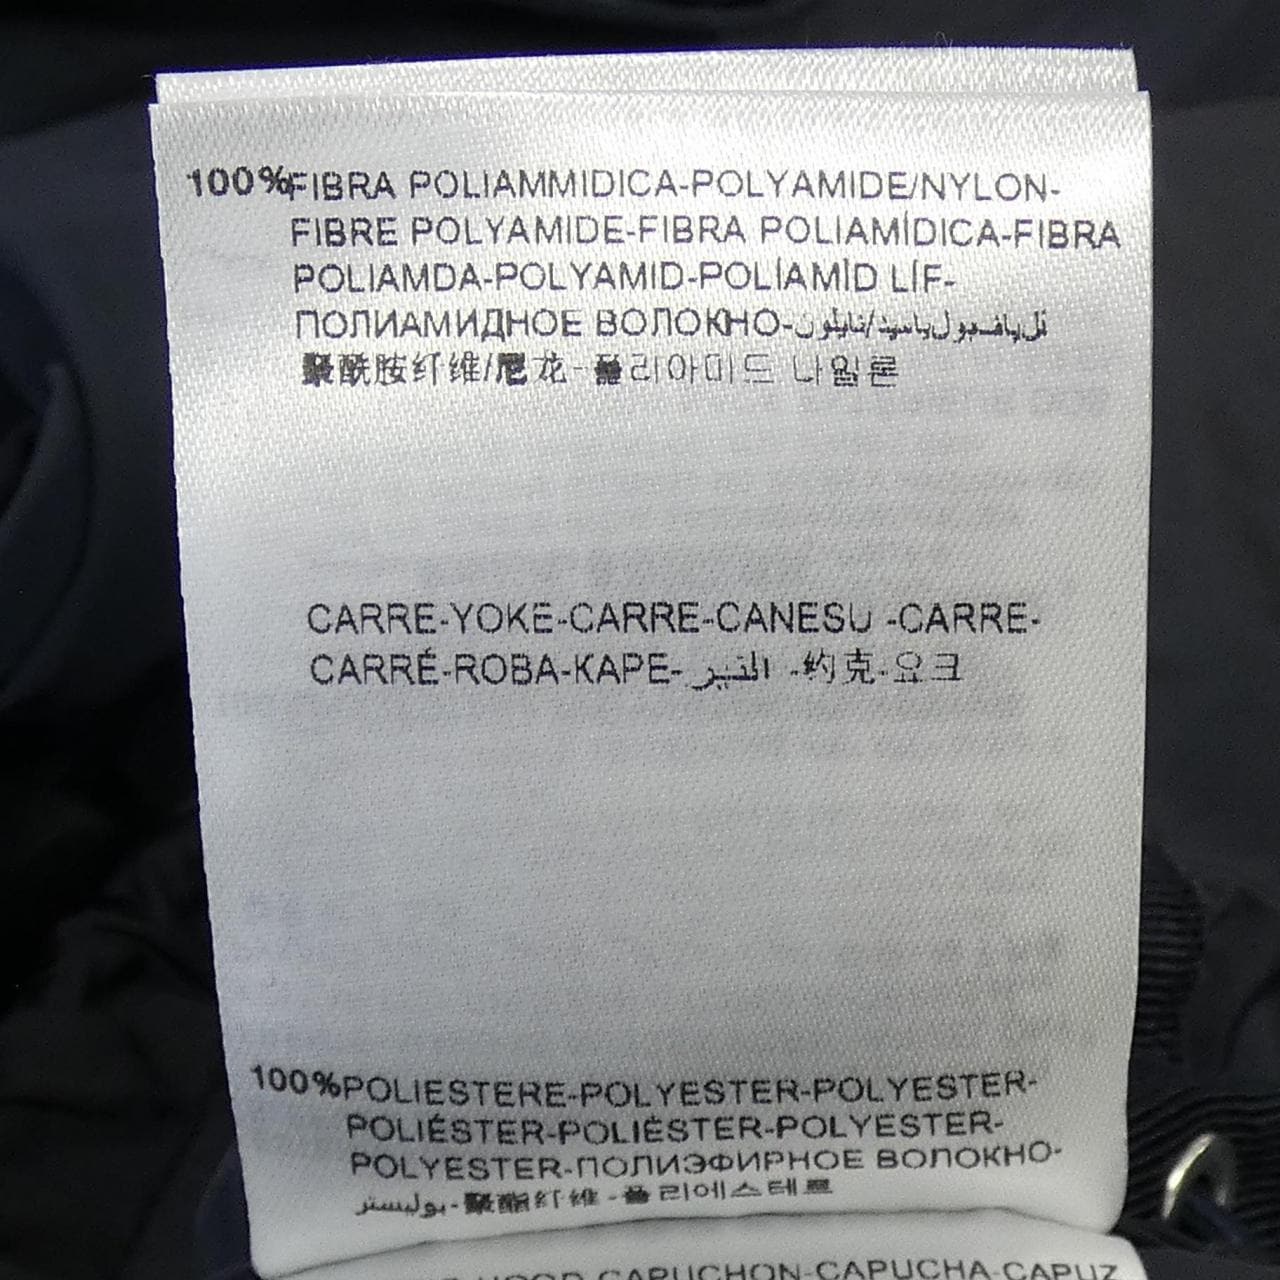 100%FIBRA POLIAMMIDICA-POLYAMIDE/NYLON-
FIBRE POLYAMIDE-FIBRA POLIAMÍDICA-FIBRA
POLIAMDA-POLYAMID-POLİAMİD LİF-
ПОЛИАМИДНОЕ ВОЛОКНО-
聚酰胺纤维/尼龙-폴리아미드 나일론
CARRE-YOKE-CARRE-CANESU -CARRE-
CARRÉ-ROBA-KAPE- -约克-요크
100%POLIESTERE-POLYESTER-POLYESTER-
POLIÉSTER-POLIÉSTER-POLYESTER-
POLYESTER-ПОЛИЭФИРНОЕ ВОЛОКНО-
بوليستر-聚酯纤维-폴리에스테르
HOOD CAPUCHON-CAPUCHA-CAPUZ